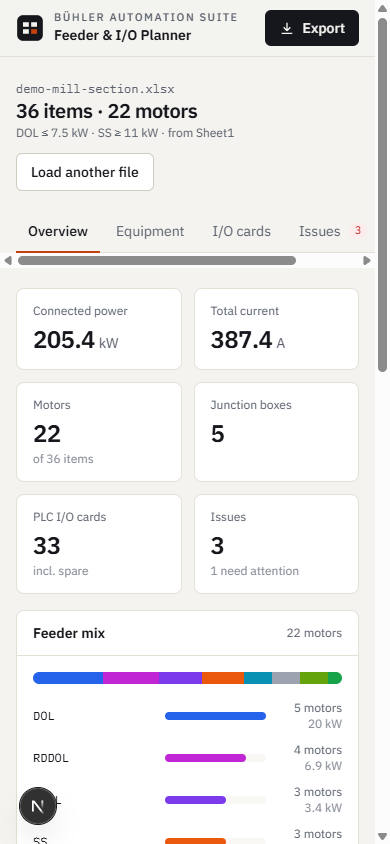 BÜHLER AUTOMATION SUITE
Feeder & I/O Planner
Export
demo-mill-section.xlsx
36 items · 22 motors
DOL ≤ 7.5 kW · SS ≥ 11 kW · from Sheet1
Load another file
Overview Equipment I/O cards Issues 3
Connected power Total current
205.4 kW 387.4 A
Motors Junction boxes
22 5
of 36 items
PLC I/O cards Issues
33 3
incl. spare 1 need attention
Feeder mix 22 motors
DOL 5 motors
20 kW
RDDOL 4 motors
6.9 kW
N 3 motors
3.4 kW
SS 3 motors